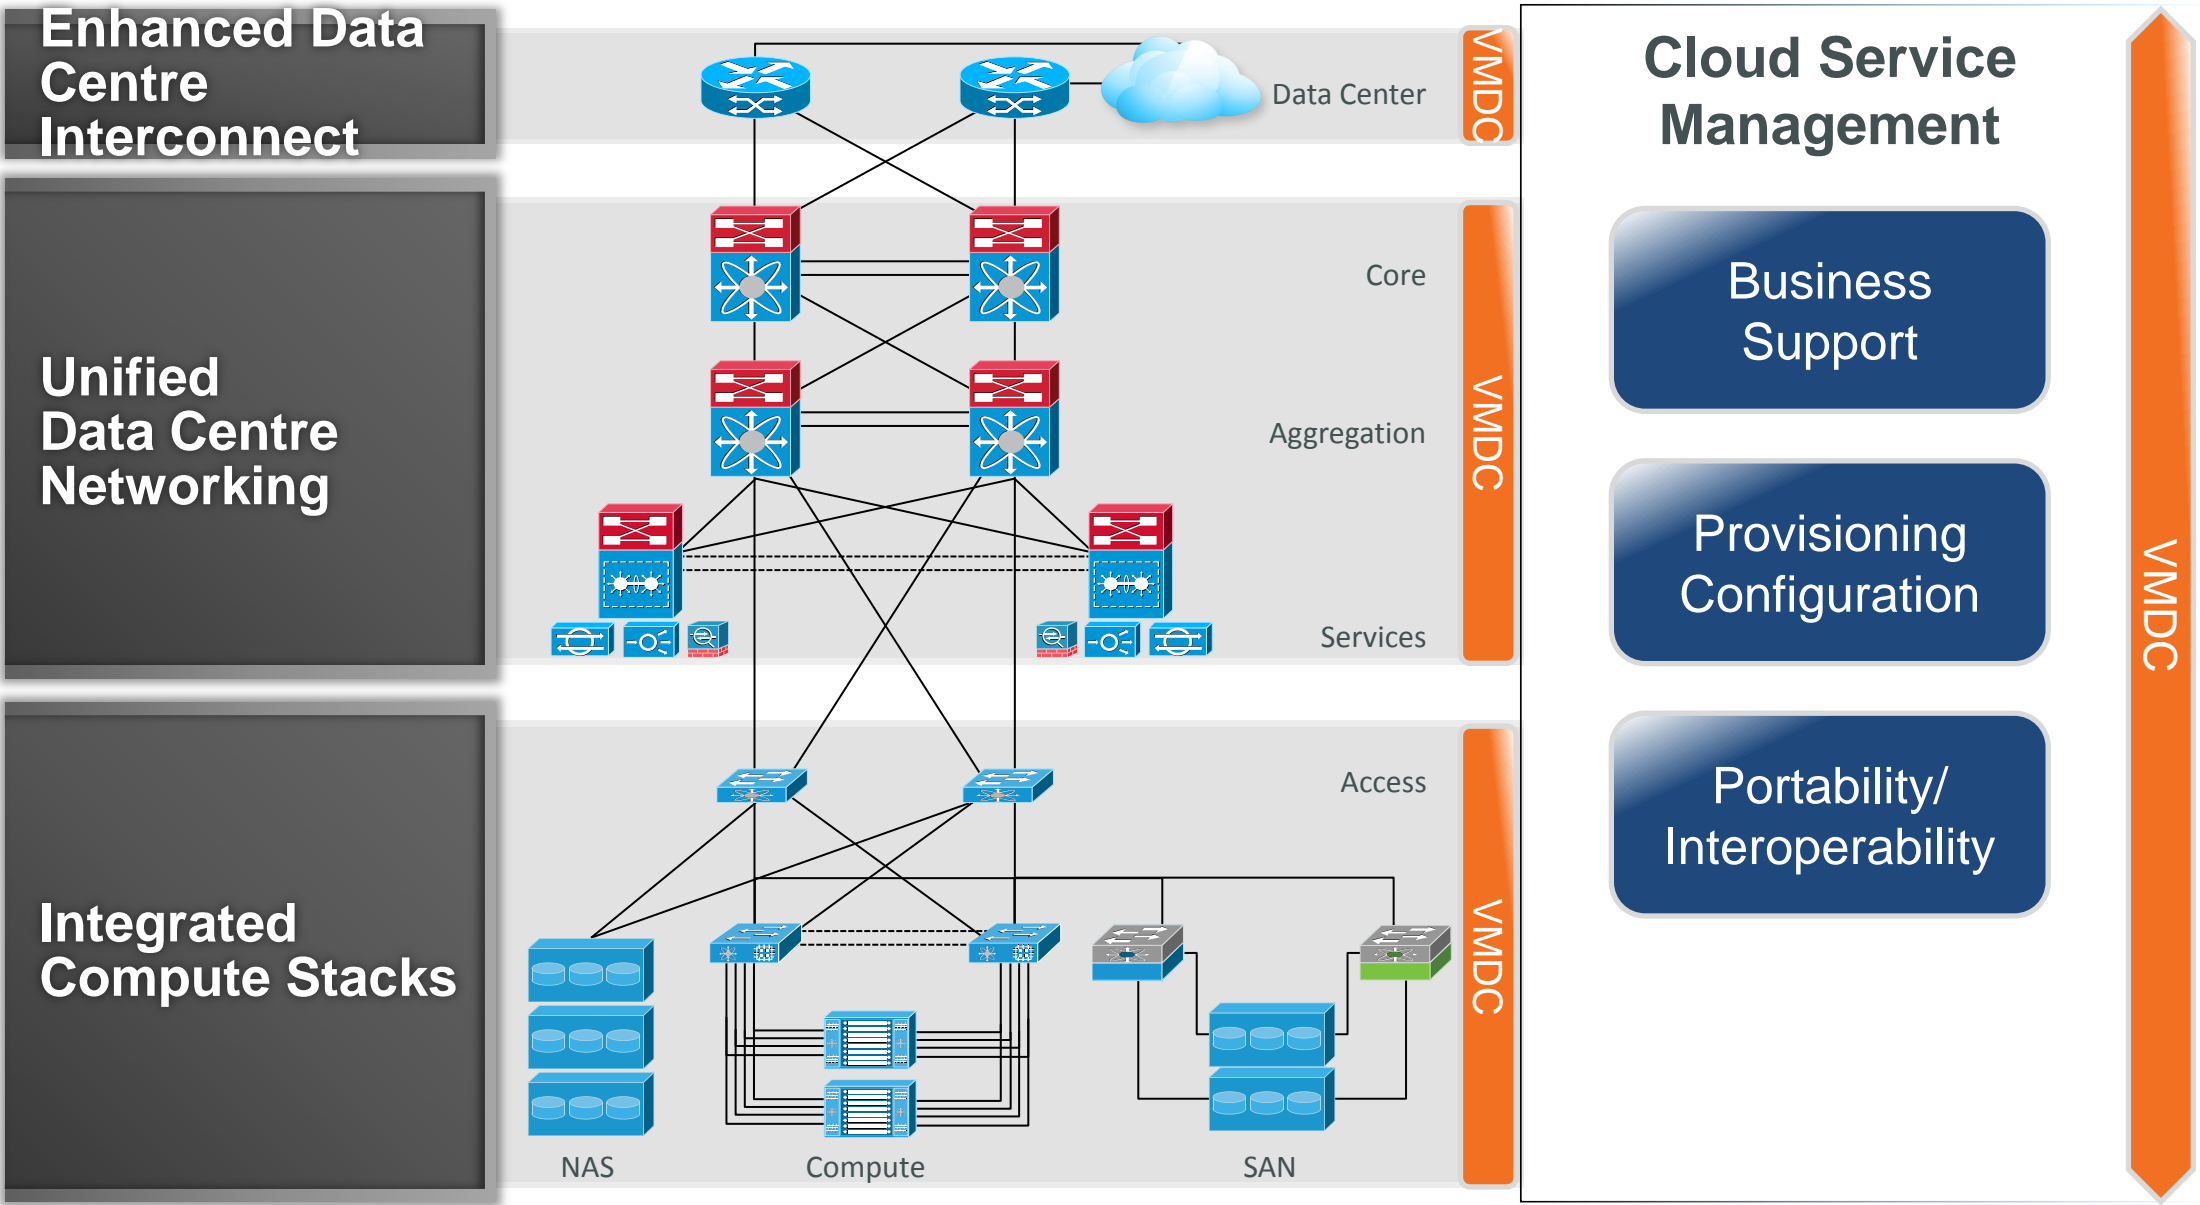 Enhanced Data
Centre
Interconnect
Data Center
VMDC
Unified
Data Centre
Networking
Core
Aggregation
Services
VMDC
Integrated
Compute Stacks
Access
NAS
Compute
SAN
VMDC
Cloud Service
Management
Business
Support
Provisioning
Configuration
Portability/
Interoperability
VMDC